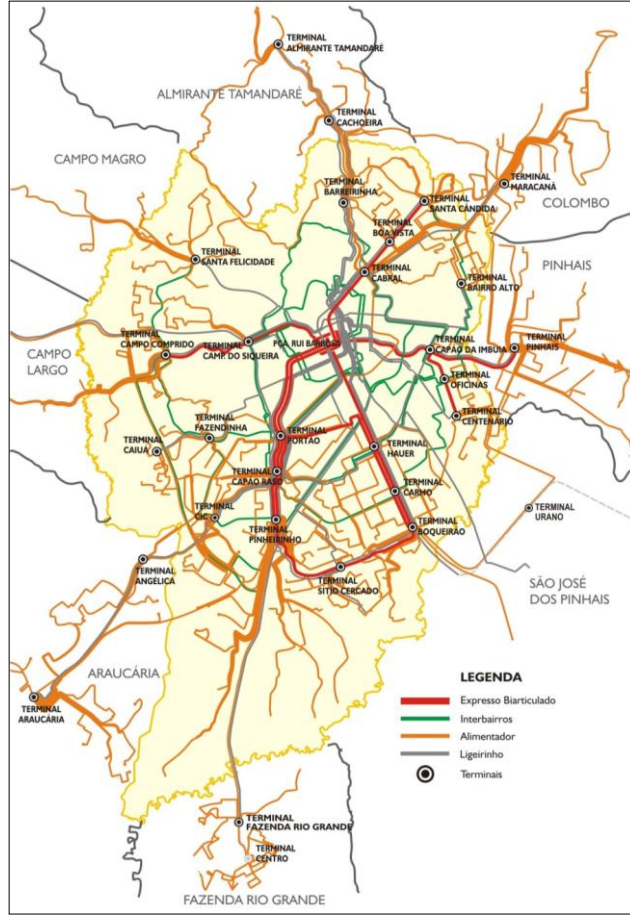 TERMINAL
ALMIRANTE TAMANDARÉ
ALMIRANTE TAMANDARÉ
TERMINAL
CACHOEIRA
CAMPO MAGRO
TERMINAL
BARREIRINHA
TERMINAL
MARACANÃ
TERMINAL
SANTA CÂNDIDA
COLOMBO
TERMINAL
BOA VISTA
TERMINAL
SANTA FELICIDADE
TERMINAL
CABRAL
PINHAIS
TERMINAL
BAIRRO ALTO
CAMPO
LARGO
TERMINAL
CAMPO COMPRIDO
TERMINAL
CAMP. DO SIQUEIRA
PÇA. RUI BARBOSA
TERMINAL
CAPÃO DA IMBUIA
TERMINAL
PINHAIS
TERMINAL
OFICINAS
TERMINAL
CENTENÁRIO
TERMINAL
FAZENDINHA
TERMINAL
PORTÃO
TERMINAL
CAIUÁ
TERMINAL
HAUER
TERMINAL
CAPÃO RASO
TERMINAL
CARMO
TERMINAL
CIC
TERMINAL
PINHEIRINHO
TERMINAL
BOQUEIRÃO
TERMINAL
URANO
TERMINAL
ANGÉLICA
TERMINAL
SITIO CERCADO
SÃO JOSÉ
DOS PINHAIS
ARAUCÁRIA
TERMINAL
ARAUCÁRIA
LEGENDA
Expresso Biarticulado
Interbairros
Alimentador
Ligeirinho
Terminais
TERMINAL
FAZENDA RIO GRANDE
TERMINAL
CENTRO
FAZENDA RIO GRANDE